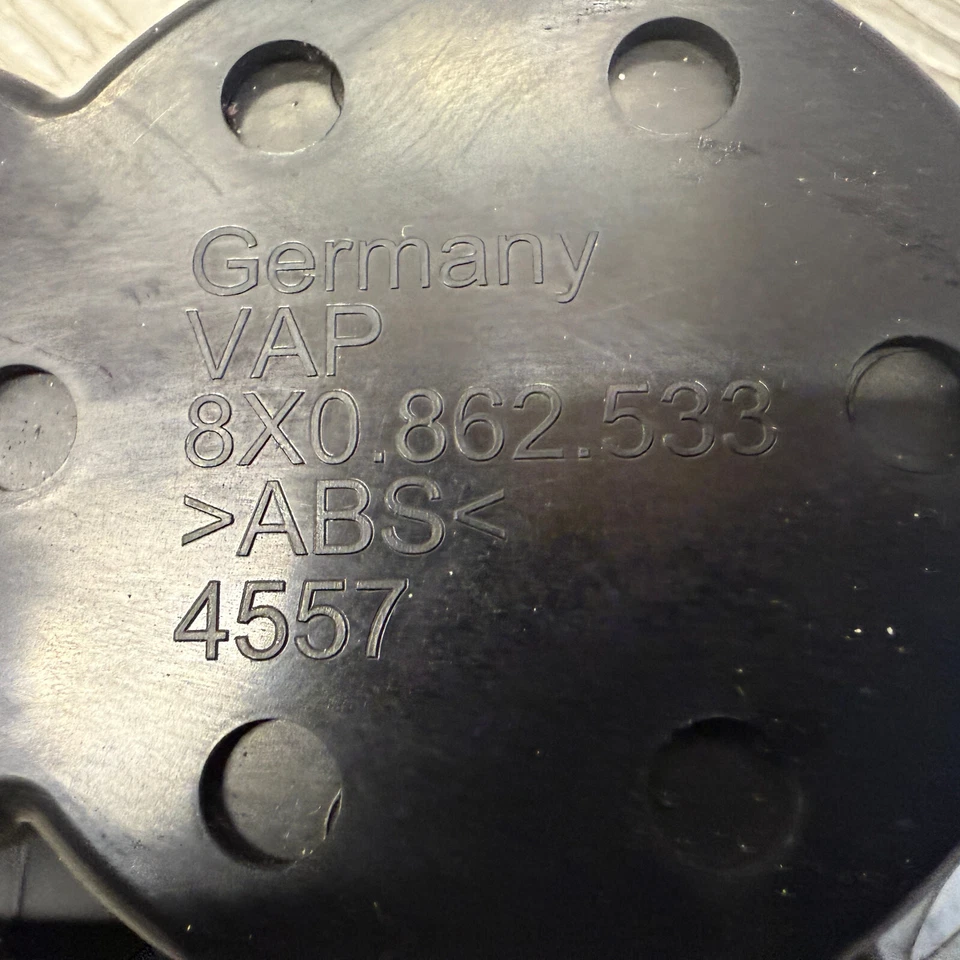 Germany
VAP
8X0.862.533
>ABS<
4557